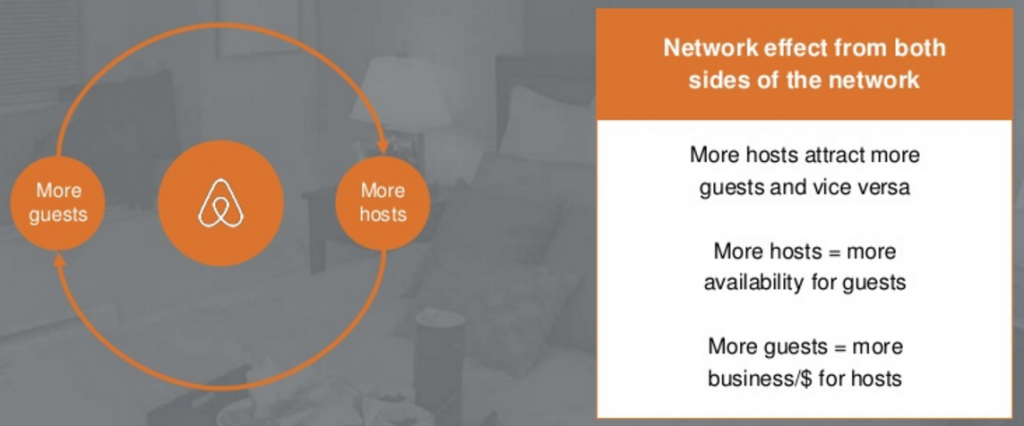 More
guests
More
hosts
Network effect from both
sides of the network
More hosts attract more
guests and vice versa
More hosts = more
availability for guests
More guests = more
business/$ for hosts